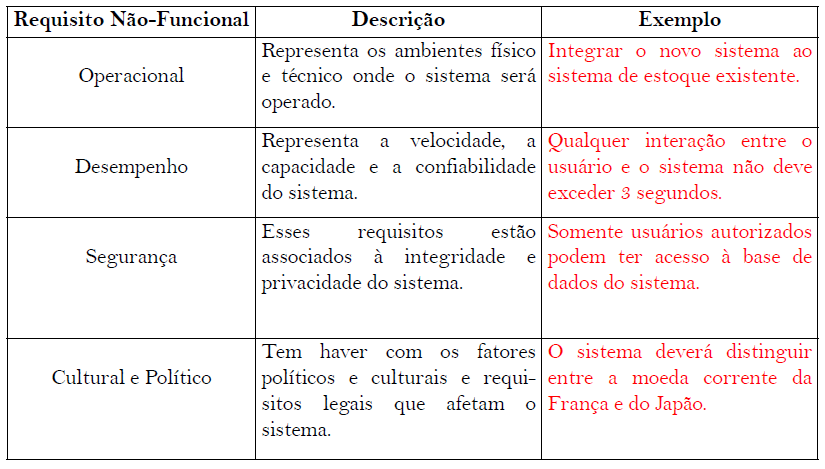 Requisito Não-Funcional Descrição Exemplo
Operacional
Representa os ambientes físico
e técnico onde o sistema será
operado.
Integrar o novo sistema ao
sistema de estoque existente.
Desempenho
Representa a velocidade, a
capacidade e a confiabilidade
do sistema.
Qualquer interação entre o
usuário e o sistema não deve
exceder 3 segundos.
Segurança
Esses requisitos estão
associados à integridade e
privacidade do sistema.
Somente usuários autorizados
podem ter acesso à base de
dados do sistema.
Cultural e Político
Tem haver com os fatores
políticos e culturais e requi-
sitos legais que afetam o
sistema.
O sistema deverá distinguir
entre a moeda corrente da
França e do Japão.